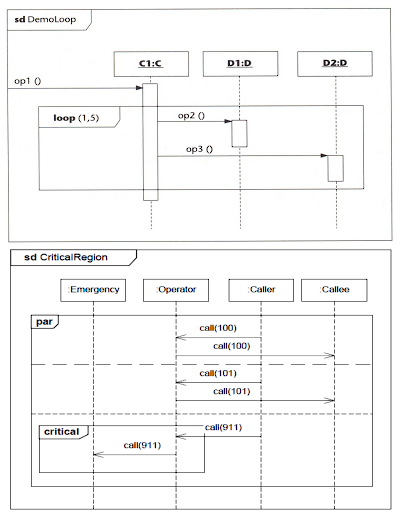 sd DemoLoop
C1:C D1:D D2:D
op1 ()
loop (1,5) op2 ()
op3 ()
sd CriticalRegion
:Emergency :Operator :Caller :Callee
par
call(100)
call(100)
call(101)
call(101)
critical call(911)
call(911)